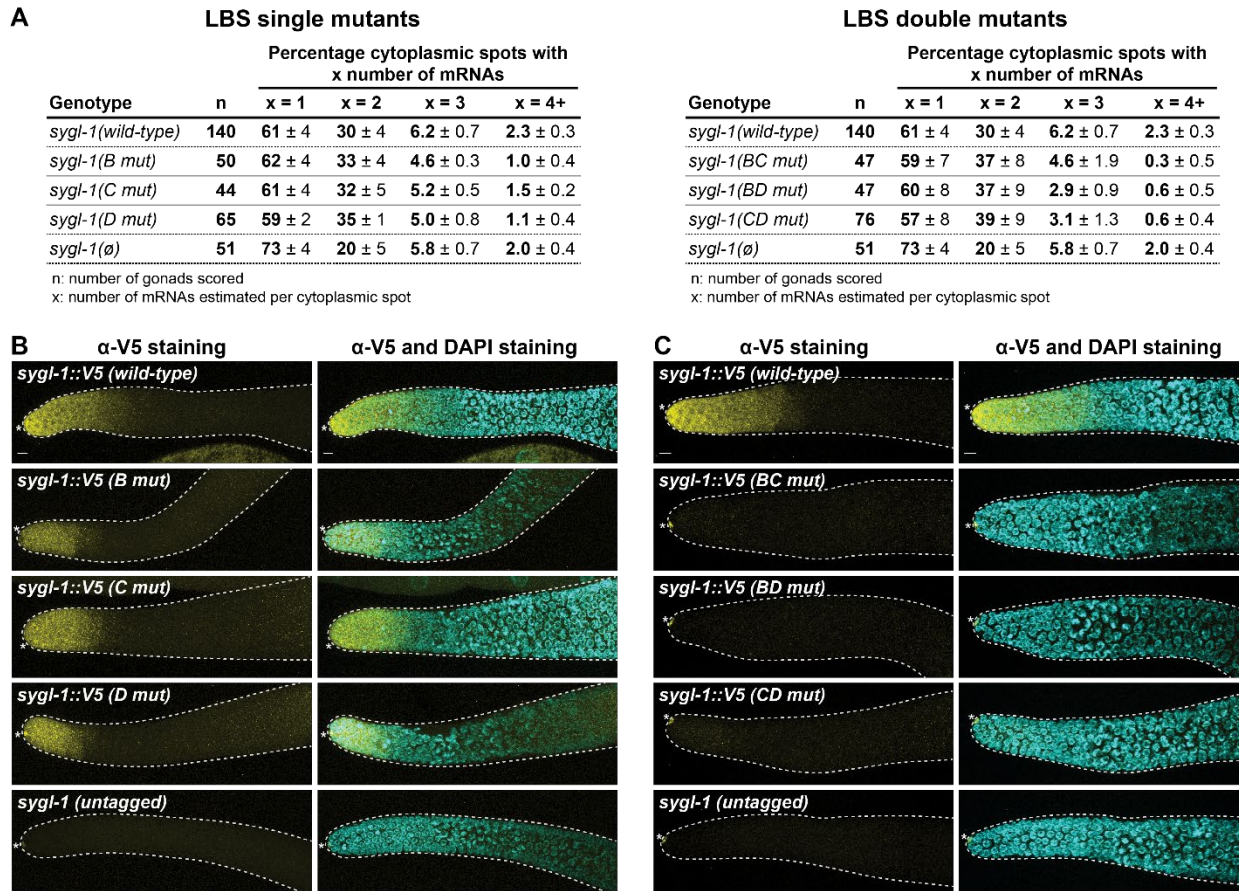 A
LBS single mutants
Percentage cytoplasmic spots with
x number of mRNAs
Genotype n x = 1 x = 2 x = 3 x = 4+
sygl-1(wild-type) 140 61 ± 4 30 ± 4 6.2 ± 0.7 2.3 ± 0.3
sygl-1(B mut) 50 62 ± 4 33 ± 4 4.6 ± 0.3 1.0 ± 0.4
sygl-1(C mut) 44 61 ± 4 32 ± 5 5.2 ± 0.5 1.5 ± 0.2
sygl-1(D mut) 65 59 ± 2 35 ± 1 5.0 ± 0.8 1.1 ± 0.4
sygl-1(ø) 51 73 ± 4 20 ± 5 5.8 ± 0.7 2.0 ± 0.4
n: number of gonads scored
x: number of mRNAs estimated per cytoplasmic spot
LBS double mutants
Percentage cytoplasmic spots with
x number of mRNAs
Genotype n x = 1 x = 2 x = 3 x = 4+
sygl-1(wild-type) 140 61 ± 4 30 ± 4 6.2 ± 0.7 2.3 ± 0.3
sygl-1(BC mut) 47 59 ± 7 37 ± 8 4.6 ± 1.9 0.3 ± 0.5
sygl-1(BD mut) 47 60 ± 8 37 ± 9 2.9 ± 0.9 0.6 ± 0.5
sygl-1(CD mut) 76 57 ± 8 39 ± 9 3.1 ± 1.3 0.6 ± 0.4
sygl-1(ø) 51 73 ± 4 20 ± 5 5.8 ± 0.7 2.0 ± 0.4
n: number of gonads scored
x: number of mRNAs estimated per cytoplasmic spot
B
α-V5 staining α-V5 and DAPI staining
sygl-1::V5 (wild-type)
*
*
sygl-1::V5 (B mut)
*
*
sygl-1::V5 (C mut)
*
*
sygl-1::V5 (D mut)
*
*
sygl-1 (untagged)
*
*
C
α-V5 staining α-V5 and DAPI staining
sygl-1::V5 (wild-type)
*
*
sygl-1::V5 (BC mut)
*
*
sygl-1::V5 (BD mut)
*
*
sygl-1::V5 (CD mut)
*
*
sygl-1 (untagged)
*
*